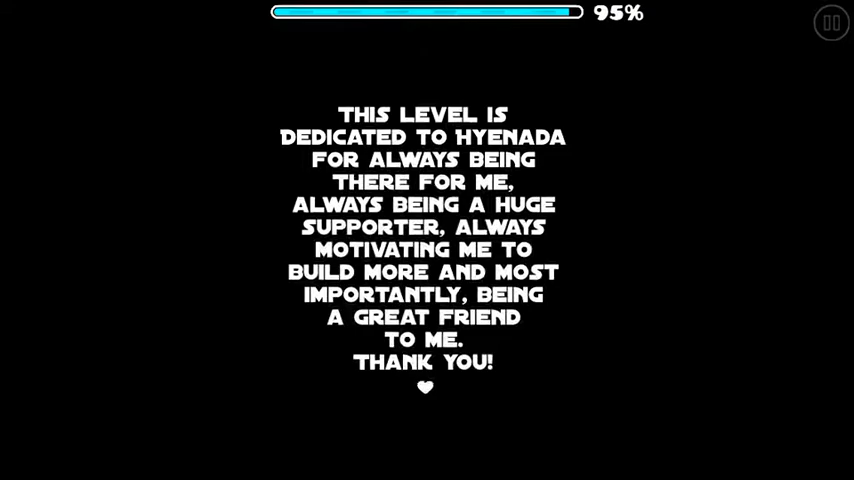 95%
THIS LEVEL IS
DEDICATED TO HYENADA
FOR ALWAYS BEING
THERE FOR ME,
ALWAYS BEING A HUGE
SUPPORTER, ALWAYS
MOTIVATING ME TO
BUILD MORE AND MOST
IMPORTANTLY, BEING
A GREAT FRIEND
TO ME.
THANK YOU!